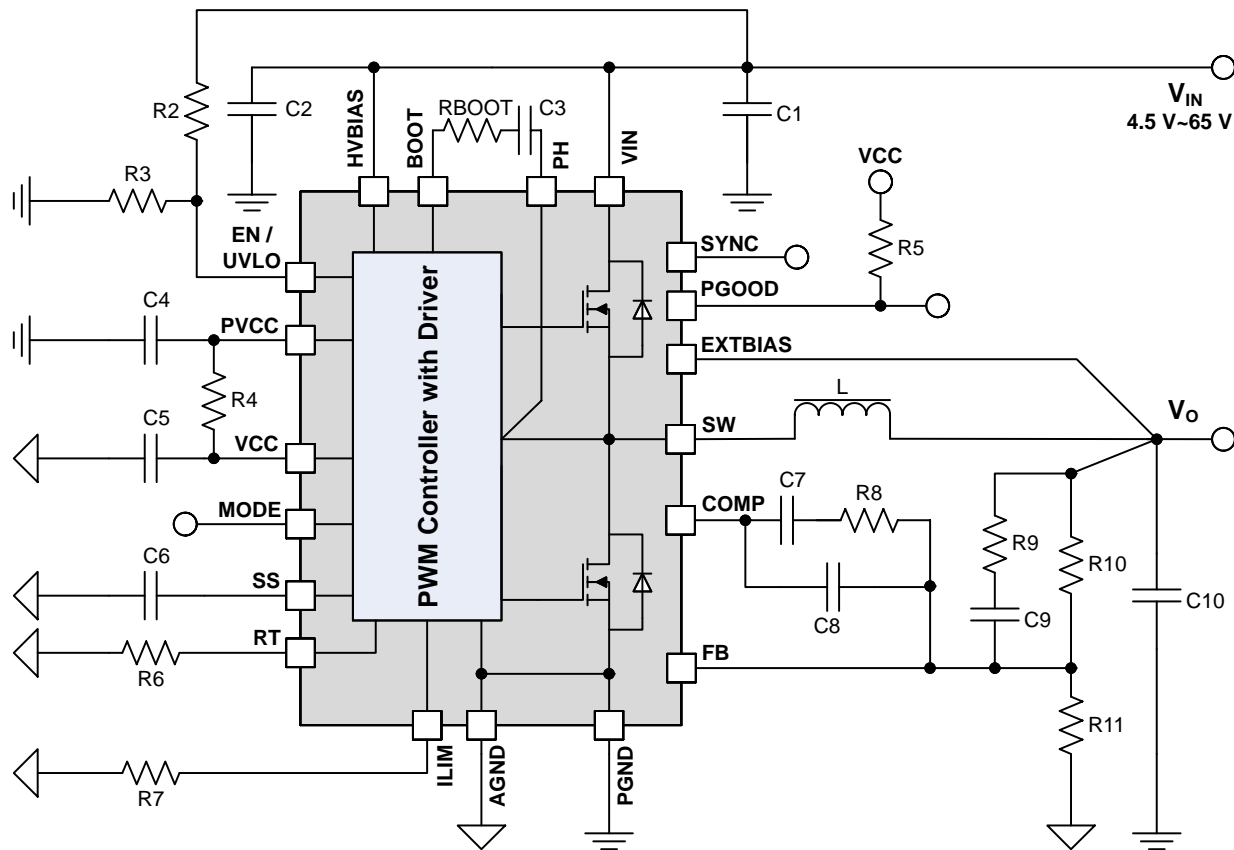 R2
C2
HVBIAS
BOOT
RBOOT
C3
PH
VIN
C1
V_IN
4.5 V~65 V
VCC
R3
EN /
UVLO
SYNC
R5
PGOOD
C4
PVCC
EXTBIAS
R4
L
V_O
C5
VCC
SW
PWM Controller with Driver
MODE
COMP
C7
R8
C6
SS
R9
R10
C8
C9
C10
RT
R6
FB
R11
R7
ILIM
AGND
PGND